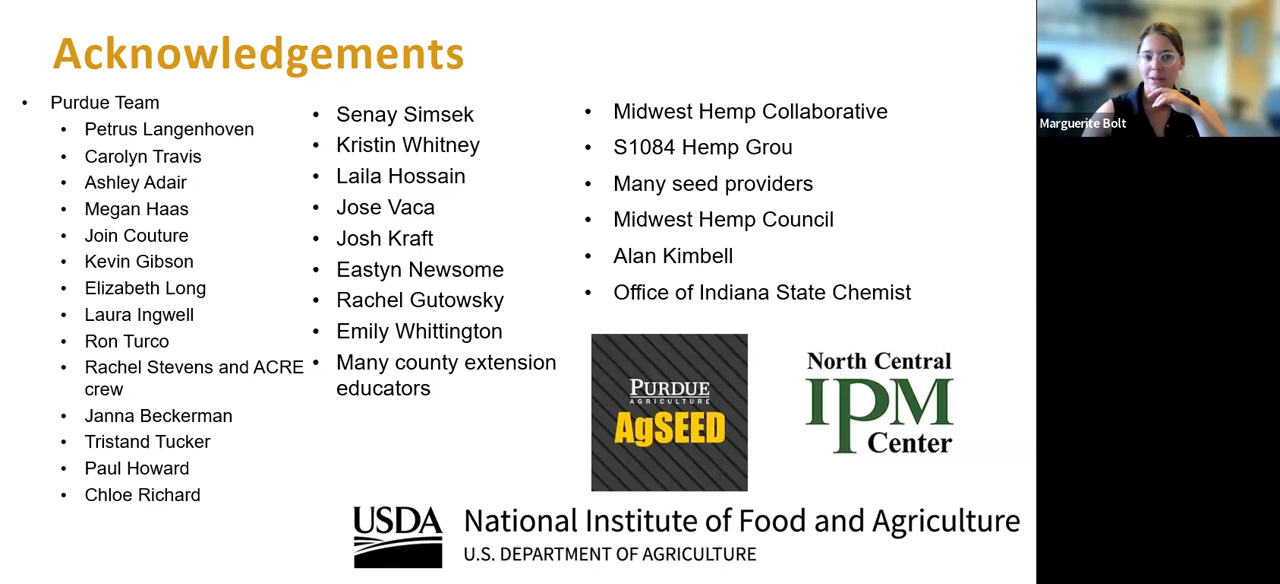 Acknowledgements
Purdue Team
Petrus Langenhoven
Carolyn Travis
Ashley Adair
Megan Haas
Join Couture
Kevin Gibson
Elizabeth Long
Laura Ingwell
Ron Turco
Rachel Stevens and ACRE
crew
Janna Beckerman
Tristand Tucker
Paul Howard
Chloe Richard
Senay Simsek
Kristin Whitney
Laila Hossain
Jose Vaca
Josh Kraft
Eastyn Newsome
Rachel Gutowsky
Emily Whittington
Many county extension
educators
Midwest Hemp Collaborative
S1084 Hemp Grou
Many seed providers
Midwest Hemp Council
Alan Kimbell
Office of Indiana State Chemist
PURDUE
AGRICULTURE
AgSEED
North Central
IPM
Center
USDA
National Institute of Food and Agriculture
U.S. DEPARTMENT OF AGRICULTURE
Marguerite Bolt